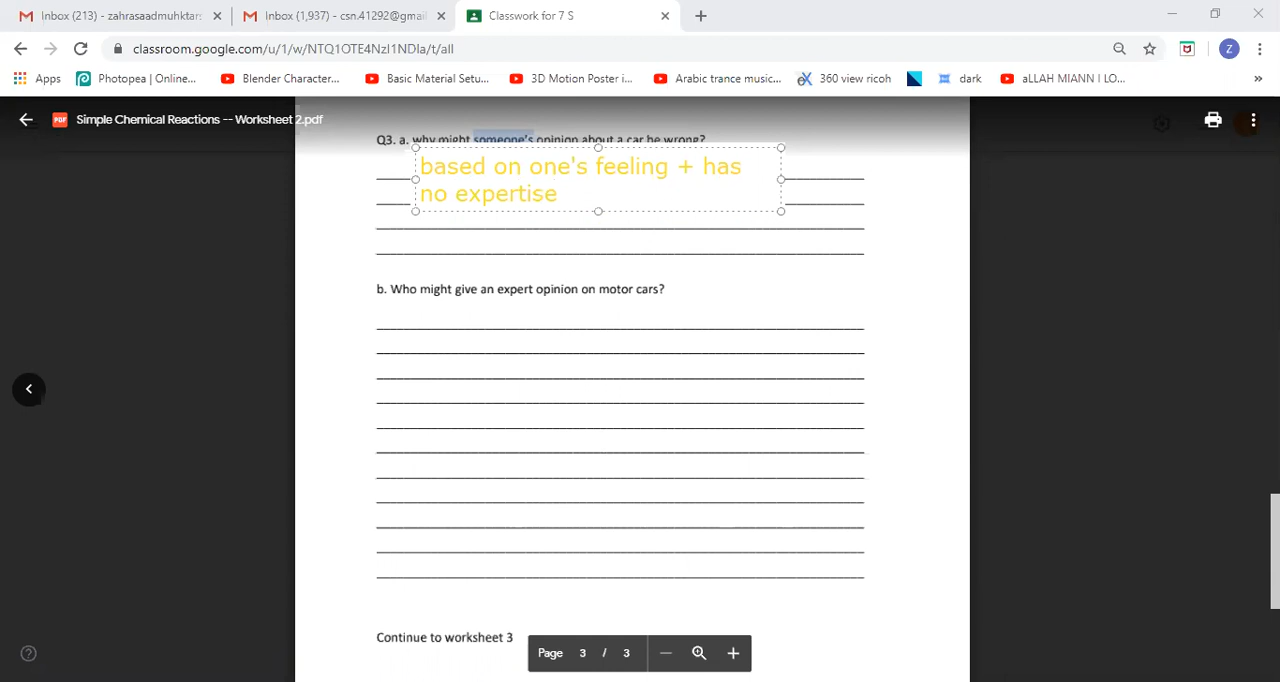 Inbox (213) - zahrasaadmuhktar:
Inbox (1,937) - csn.41292@gmail
Classwork for 7 S
classroom.google.com/u/1/w/NTQ1OTE4NzI1NDIa/t/all
Z
Apps
Photopea | Online...
Blender Character...
Basic Material Setu...
3D Motion Poster i...
Arabic trance music...
360 view ricoh
dark
aLLAH MIANN I LO...
»
PDF
Simple Chemical Reactions -- Worksheet 2.pdf
Q3. a. why might someone's opinion about a car be wrong?
based on one's feeling + has
no expertise
b. Who might give an expert opinion on motor cars?
Continue to worksheet 3
Page 3 / 3